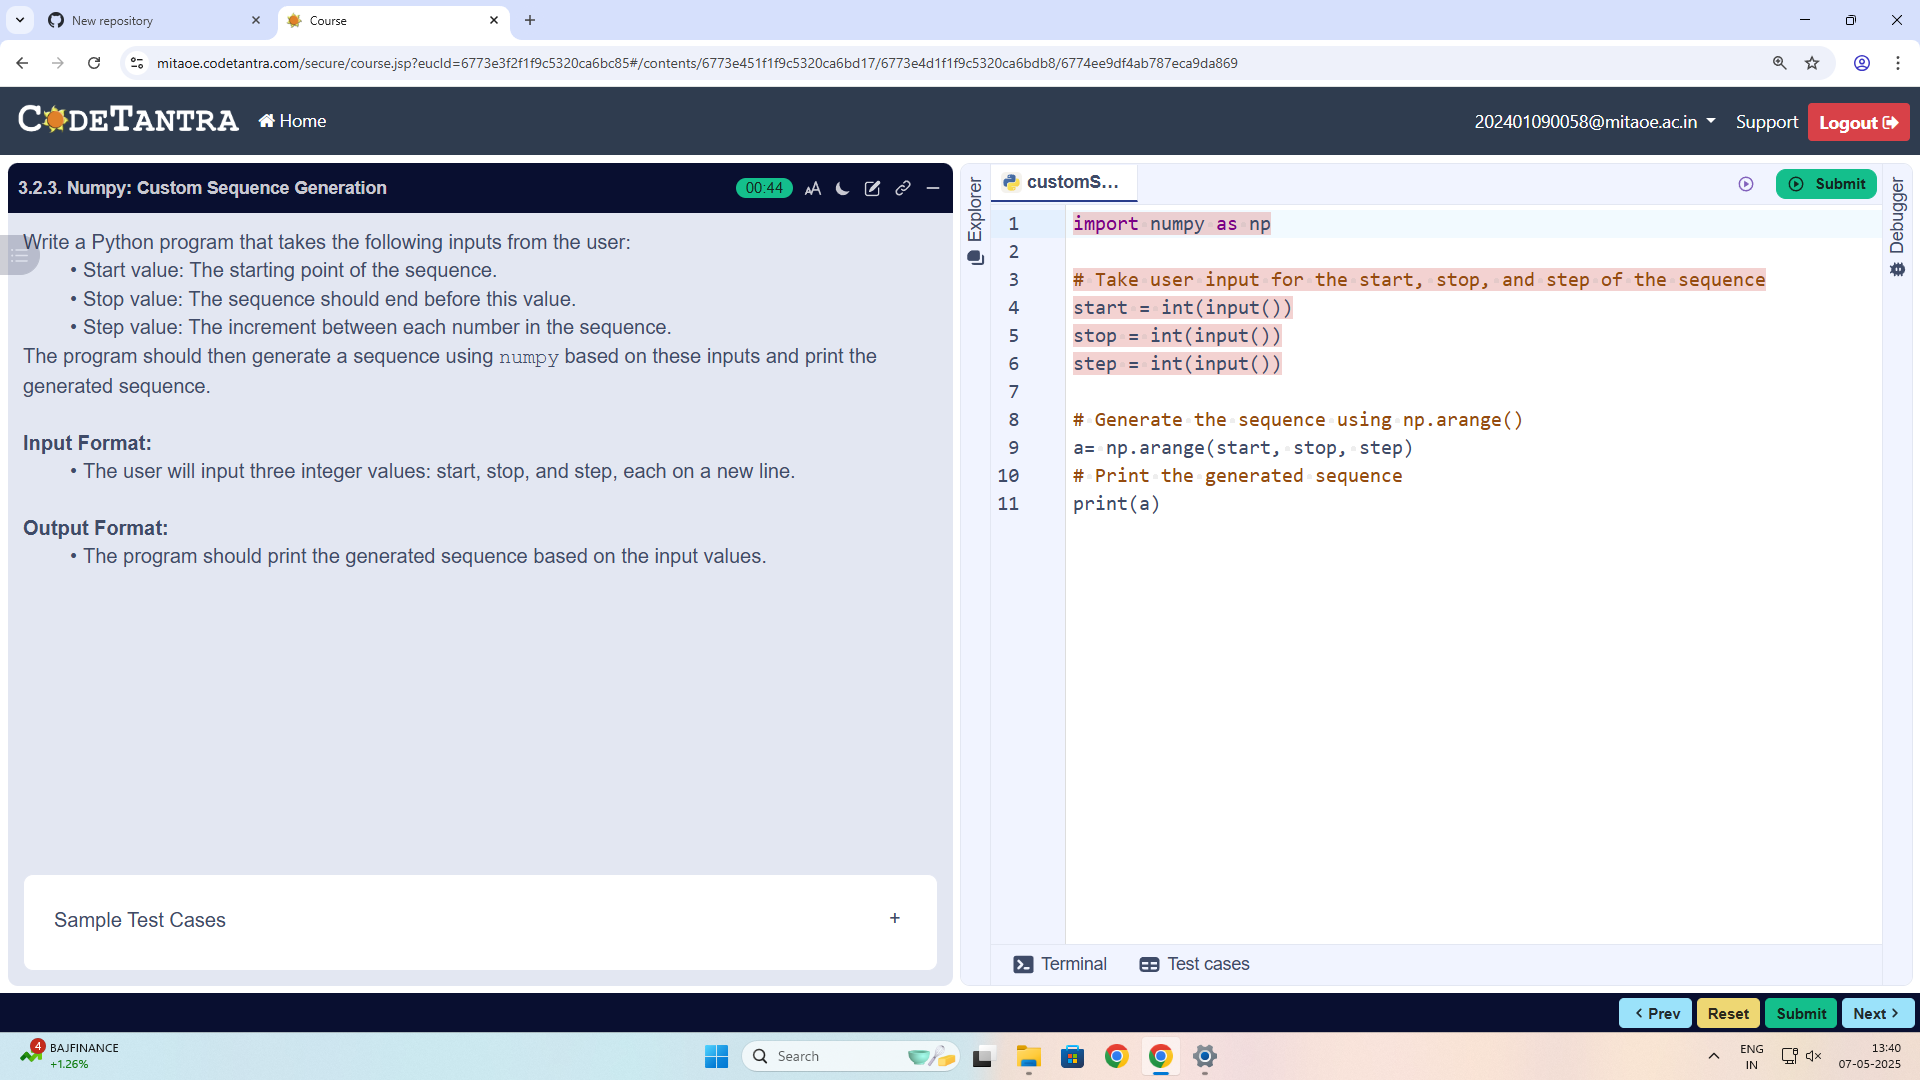 New repository
Course
mitaoe.codetantra.com/secure/course.jsp?eucId=6773e3f2f1f9c5320ca6bc85#/contents/6773e451f1f9c5320ca6bd17/6773e4d1f1f9c5320ca6bdb8/6774ee9df4ab787eca9da869
CODETANTRA
Home
202401090058@mitaoe.ac.in
Support
Logout
3.2.3. Numpy: Custom Sequence Generation
00:44
AA
Write a Python program that takes the following inputs from the user:
• Start value: The starting point of the sequence.
• Stop value: The sequence should end before this value.
• Step value: The increment between each number in the sequence.
The program should then generate a sequence using numpy based on these inputs and print the
generated sequence.
Input Format:
• The user will input three integer values: start, stop, and step, each on a new line.
Output Format:
• The program should print the generated sequence based on the input values.
Sample Test Cases
+
Explorer
customS...
Submit
Debugger
1 import numpy as np
2
3 # Take user input for the start, stop, and step of the sequence
4 start = int(input())
5 stop = int(input())
6 step = int(input())
7
8 # Generate the sequence using np.arange()
9 a= np.arange(start, stop, step)
10 # Print the generated sequence
11 print(a)
Terminal
Test cases
Prev
Reset
Submit
Next
4
BAJFINANCE
+1.26%
Search
ENG
IN
13:40
07-05-2025